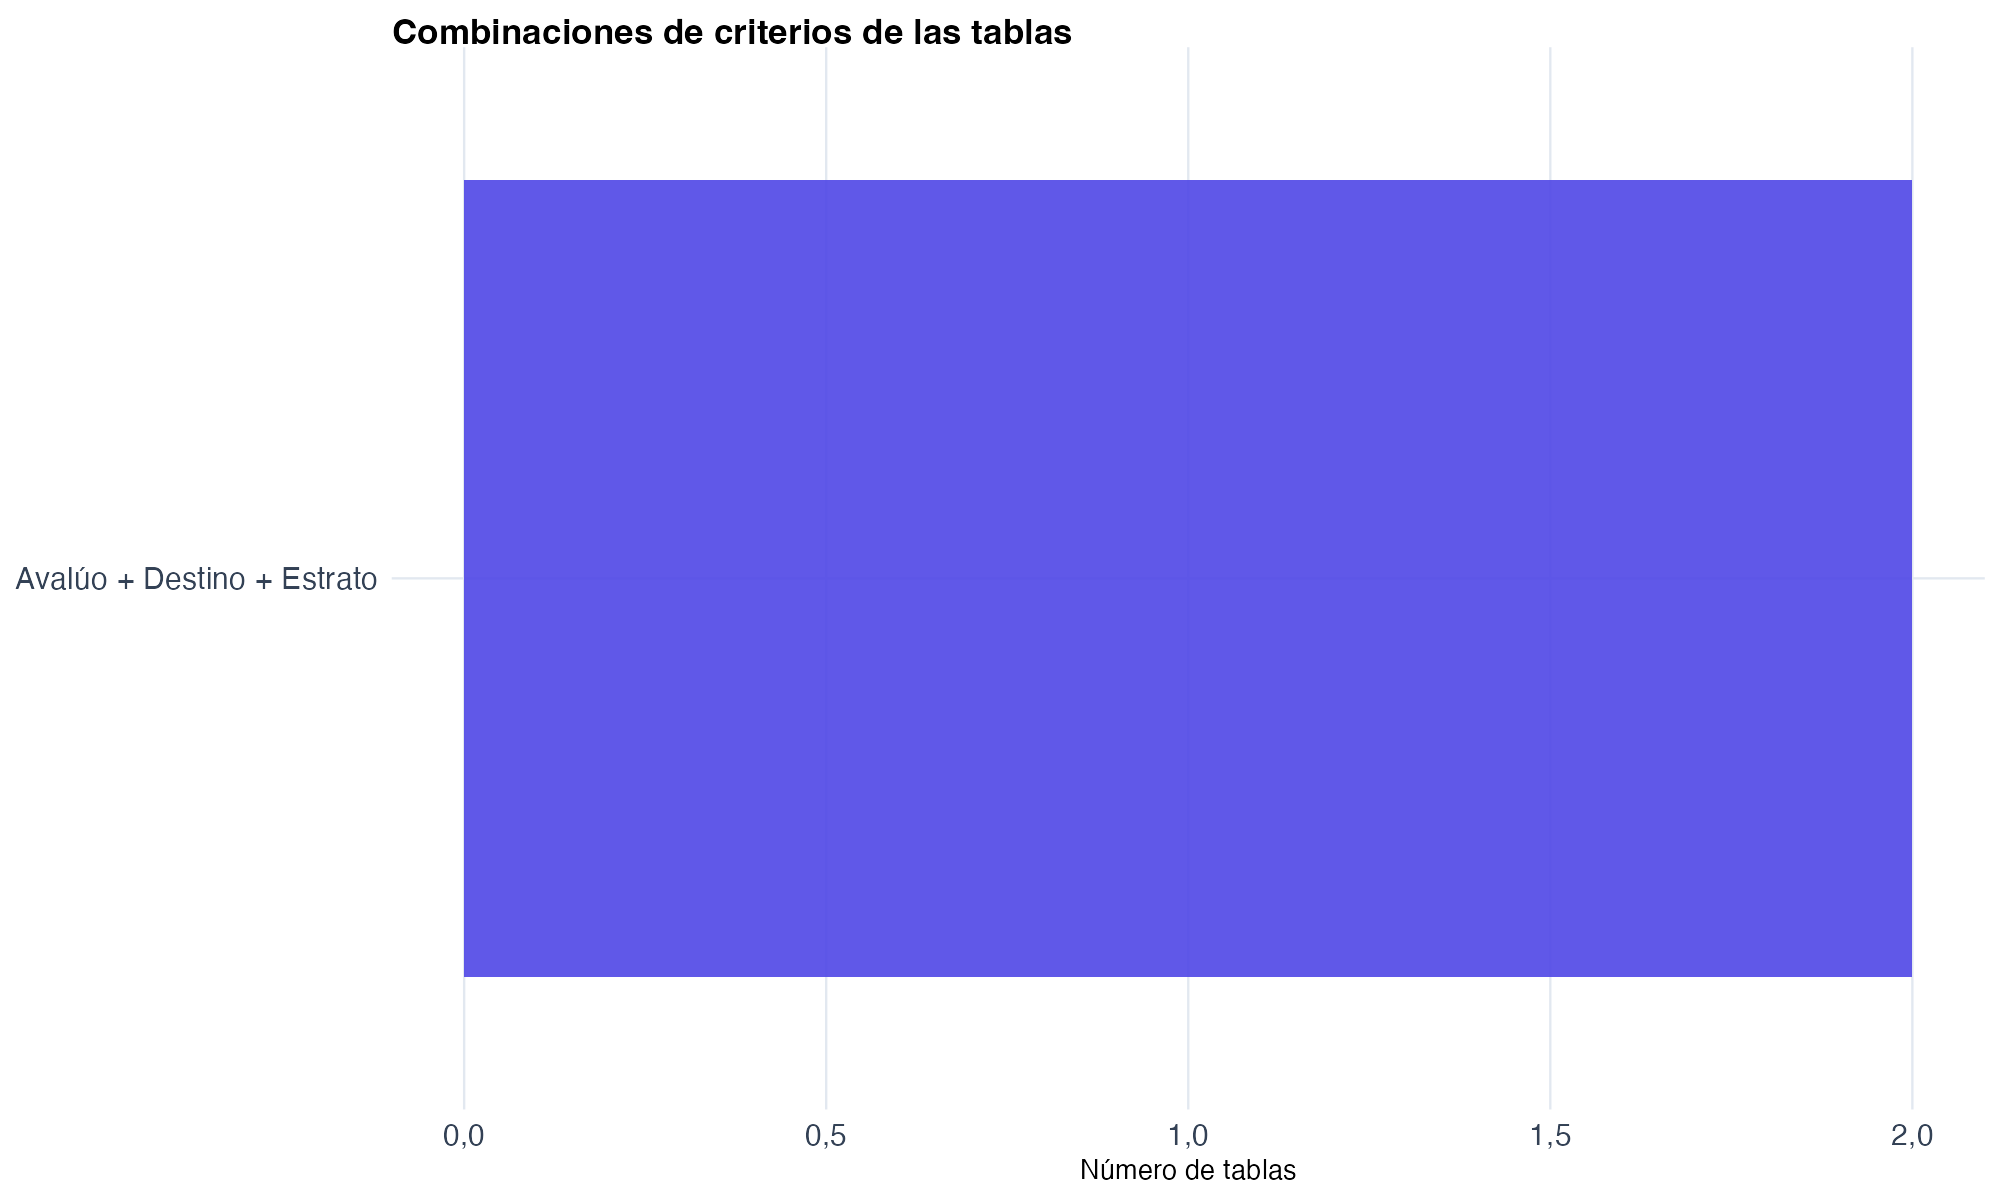 Combinaciones de criterios de las tablas
Avalúo + Destino + Estrato
0,0
0,5
1,0
1,5
2,0
Número de tablas